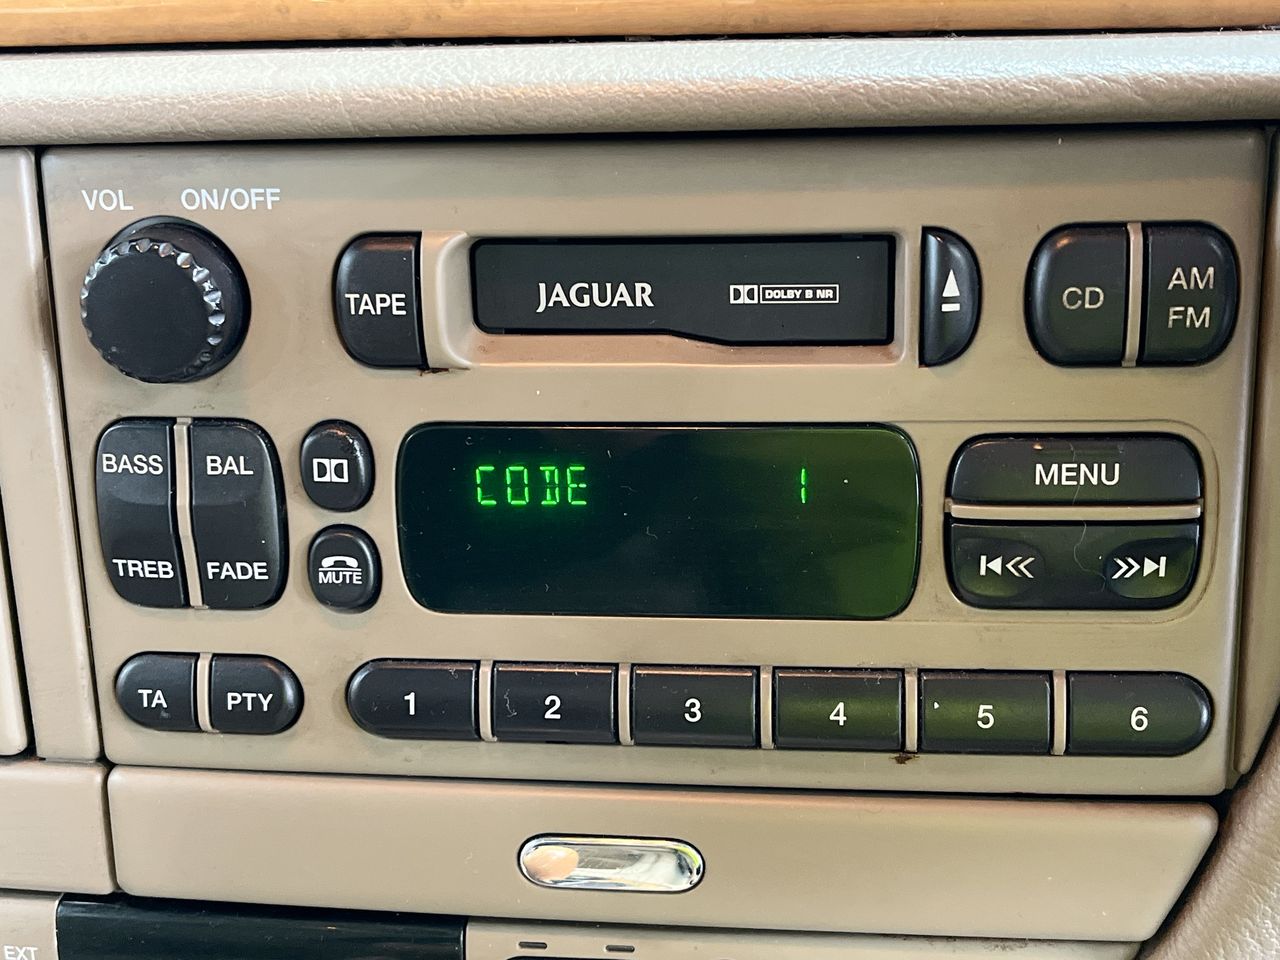 VOL ON/OFF
TAPE
JAGUAR
DOLBY B NR
CD
AM
FM
BASS
BAL
TREB
FADE
MUTE
CODE 1
MENU
TA
PTY
1
2
3
4
5
6
EXT